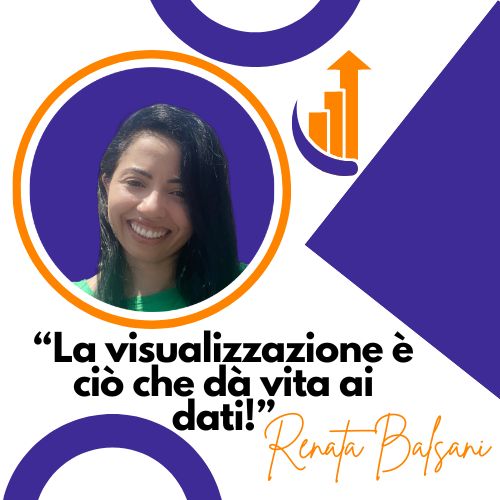 “La visualizzazione è
ciò che dà vita ai
dati!”
Renata Balsani